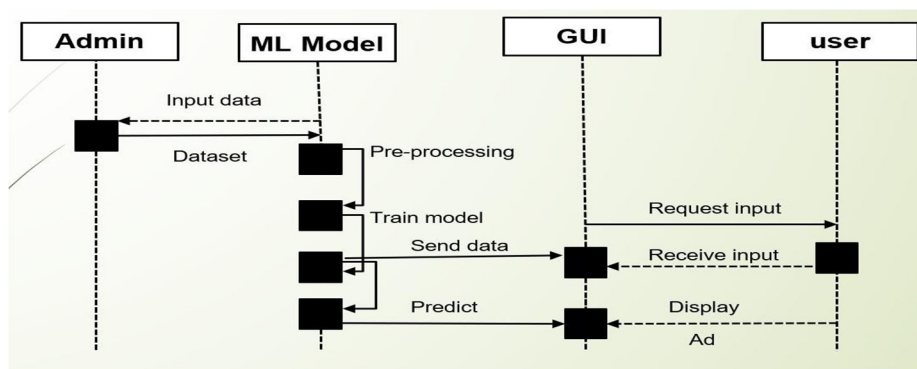 Admin
ML Model
GUI
user
Input data
Dataset
Pre-processing
Request input
Train model
Send data
Receive input
Predict
Display
Ad